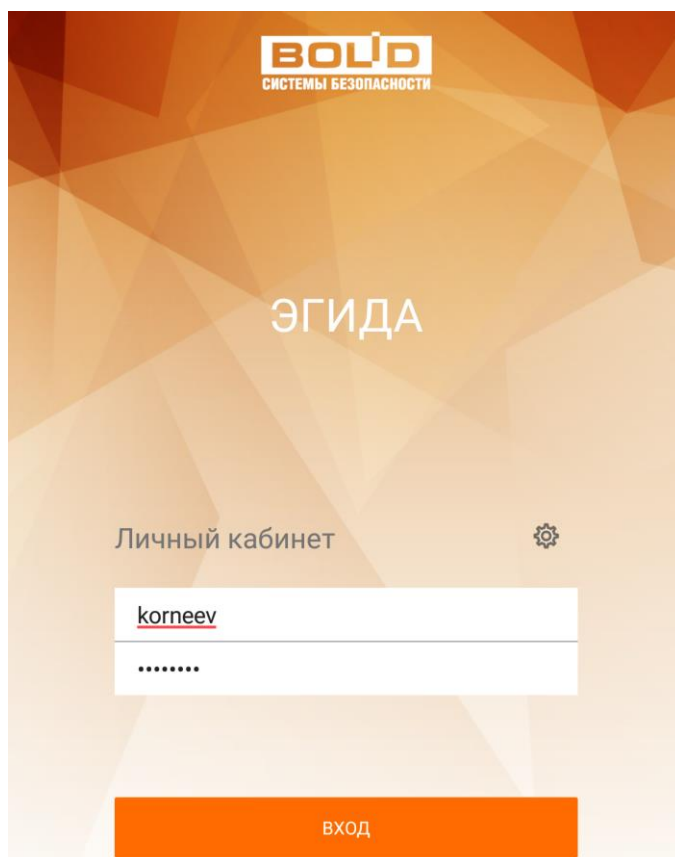 BOLID
СИСТЕМЫ БЕЗОПАСНОСТИ
ЭГИДА
Личный кабинет
korneev
••••••••
ВХОД